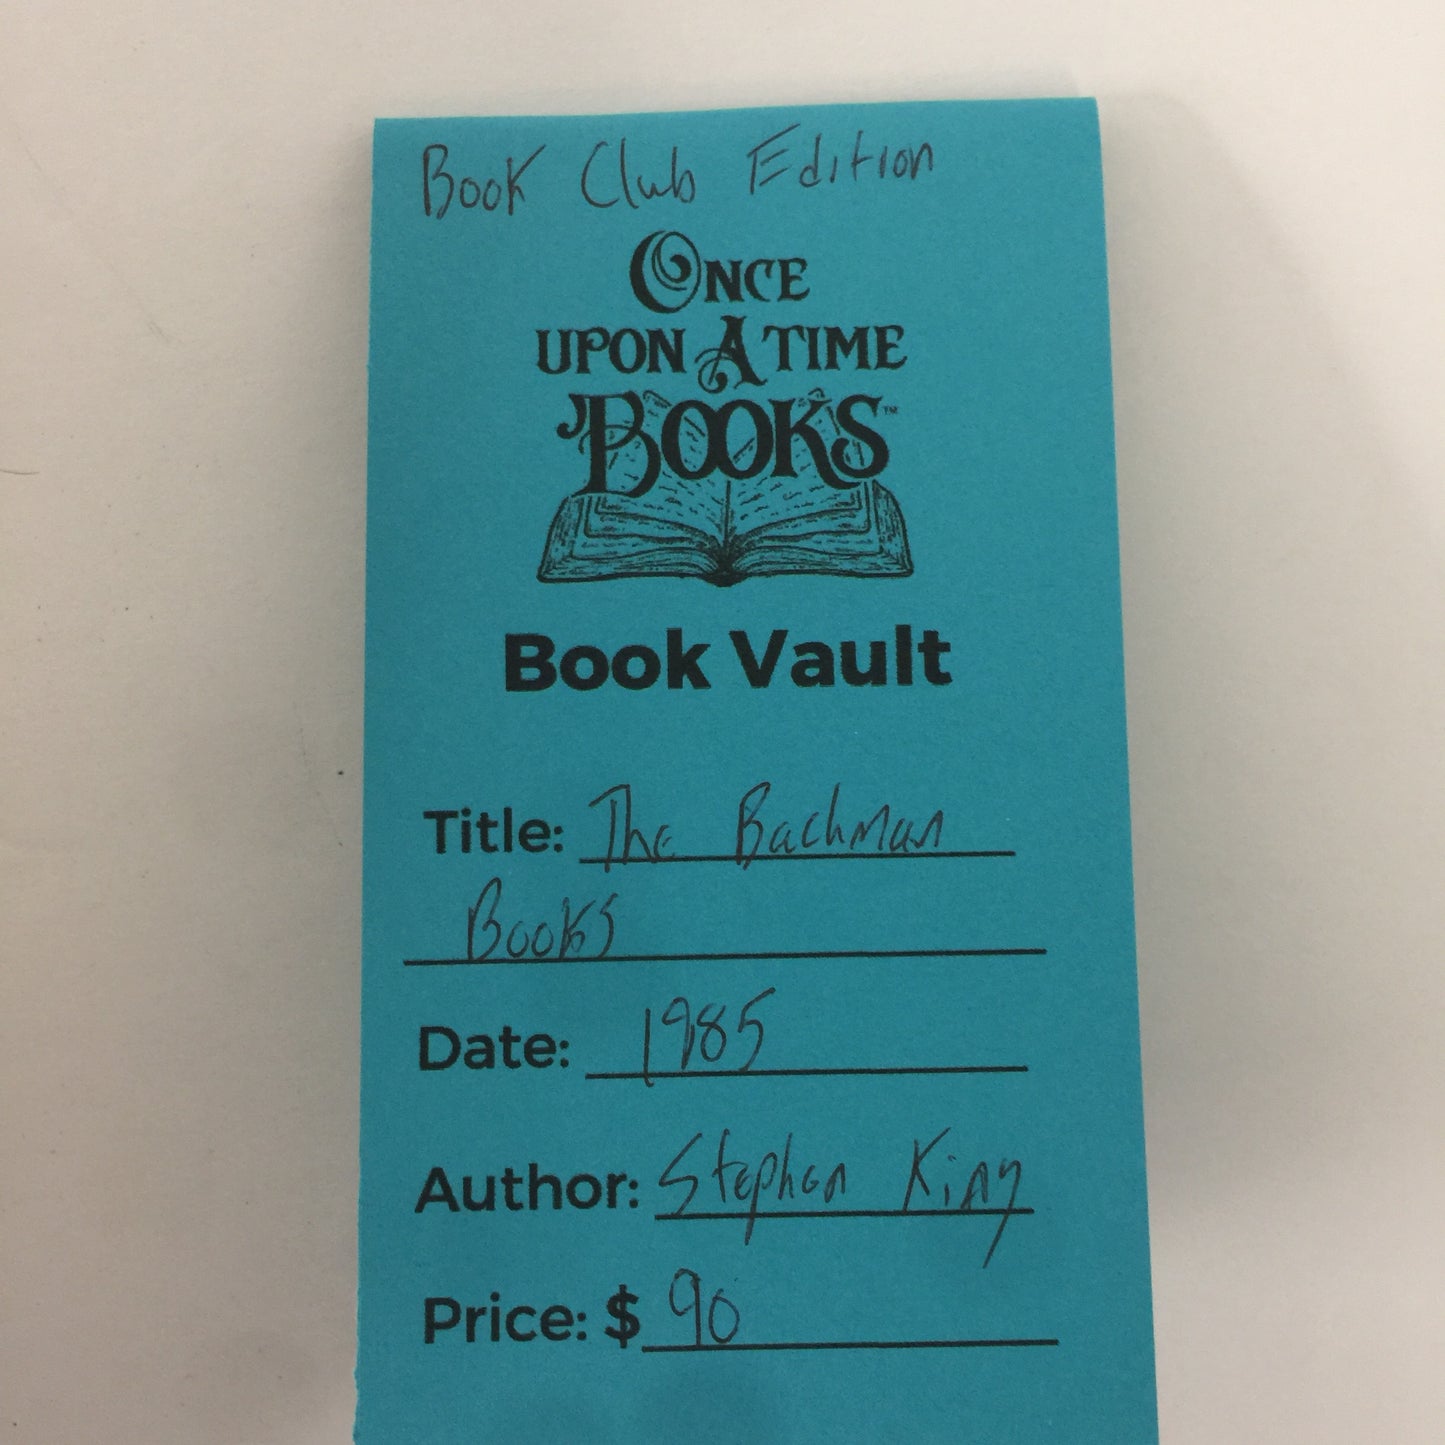 Book Club Edition
ONCE
UPON A TIME
BOOKS™
Book Vault
Title: The Bachman
Books
Date: 1985
Author: Stephen King
Price: $ 90